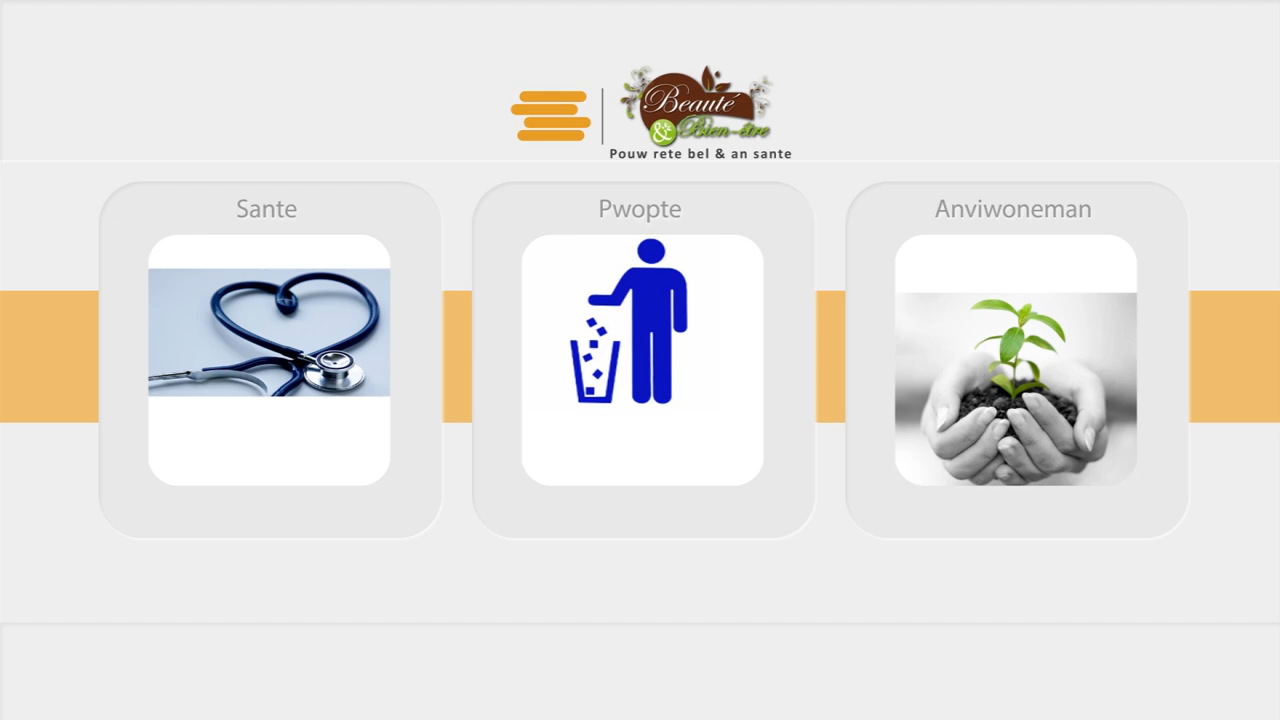 Beauté
& Bien-être
Pouw rete bel & an sante
Sante
Pwopte
Anviwoneman